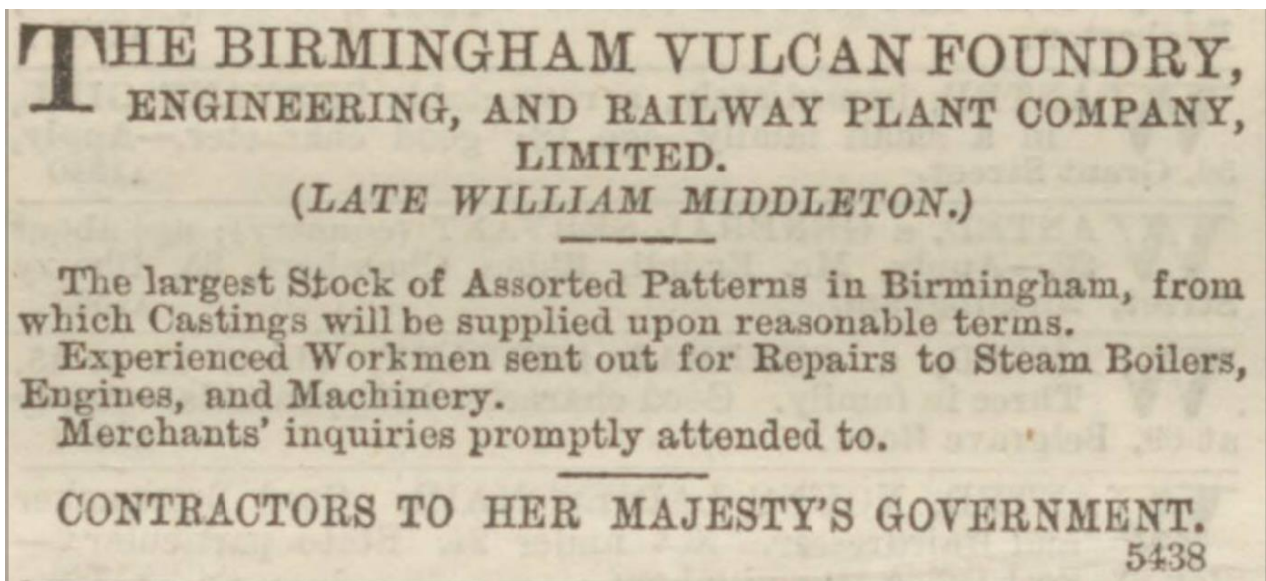 THE BIRMINGHAM VULCAN FOUNDRY,
ENGINEERING, AND RAILWAY PLANT COMPANY,
LIMITED.
(LATE WILLIAM MIDDLETON.)
The largest Stock of Assorted Patterns in Birmingham, from
which Castings will be supplied upon reasonable terms.
Experienced Workmen sent out for Repairs to Steam Boilers,
Engines, and Machinery.
Merchants' inquiries promptly attended to.
CONTRACTORS TO HER MAJESTY'S GOVERNMENT.
5438